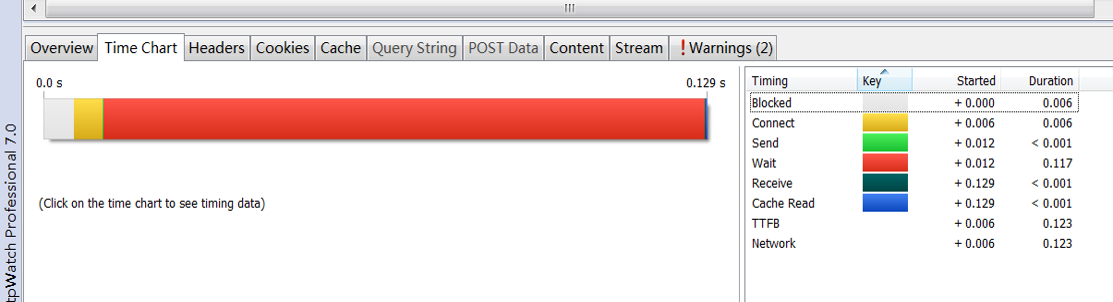 Overview Time Chart Headers Cookies Cache Query String POST Data Content Stream ! Warnings (2)
0.0 s 0.129 s
(Click on the time chart to see timing data)
Timing Key Started Duration
Blocked + 0.000 0.006
Connect + 0.006 0.006
Send + 0.012 < 0.001
Wait + 0.012 0.117
Receive + 0.129 < 0.001
Cache Read + 0.129 < 0.001
TTFB + 0.006 0.123
Network + 0.006 0.123
tpWatch Professional 7.0